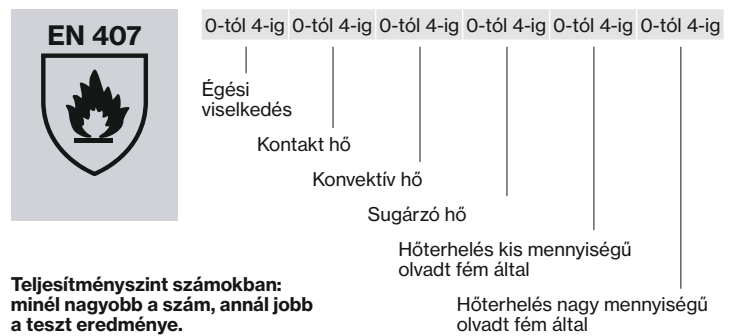 EN 407
0-tól 4-ig 0-tól 4-ig 0-tól 4-ig 0-tól 4-ig 0-tól 4-ig 0-tól 4-ig
Égési
viselkedés
Kontakt hő
Konvektív hő
Sugárzó hő
Hőterhelés kis mennyiségű
olvadt fém által
Hőterhelés nagy mennyiségű
olvadt fém által
Teljesítményszint számokban:
minél nagyobb a szám, annál jobb
a teszt eredménye.